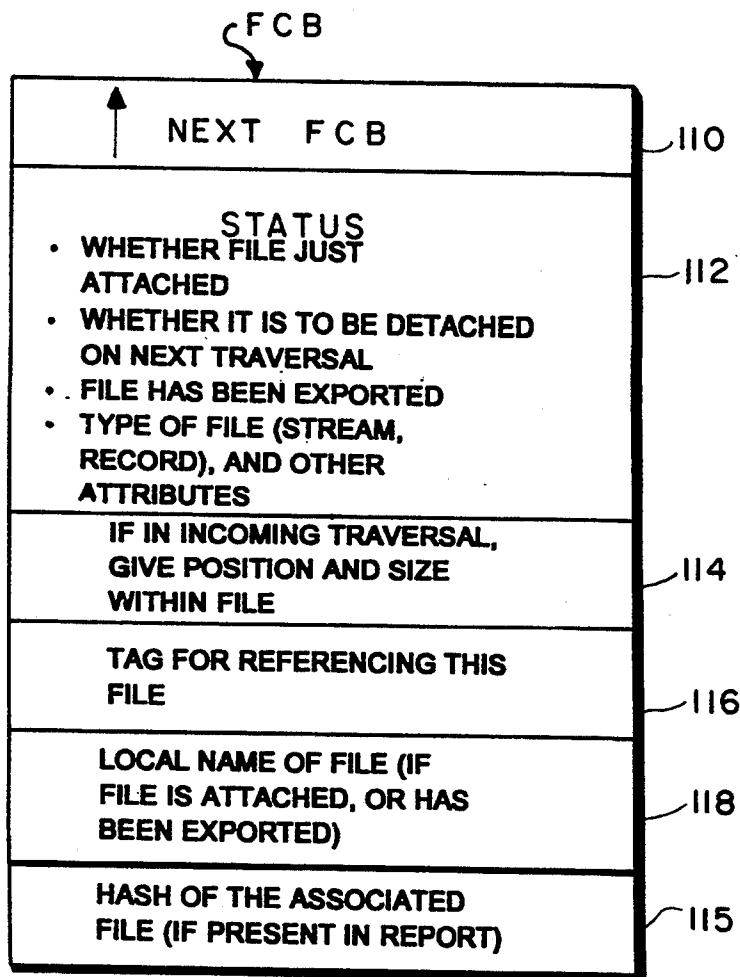 FCB
NEXT FCB
110
STATUS
• WHETHER FILE JUST
ATTACHED
112
• WHETHER IT IS TO BE DETACHED
ON NEXT TRAVERSAL
• FILE HAS BEEN EXPORTED
• TYPE OF FILE (STREAM,
RECORD), AND OTHER
ATTRIBUTES
IF IN INCOMING TRAVERSAL,
GIVE POSITION AND SIZE
WITHIN FILE
114
TAG FOR REFERENCING THIS
FILE
116
LOCAL NAME OF FILE (IF
FILE IS ATTACHED, OR HAS
BEEN EXPORTED)
118
HASH OF THE ASSOCIATED
FILE (IF PRESENT IN REPORT)
115